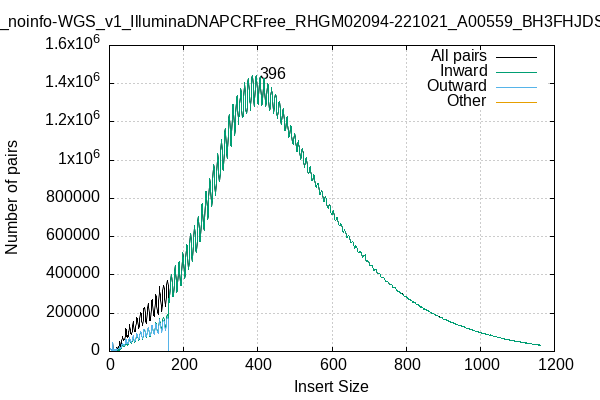 _noinfo-WGS_v1_IlluminaDNAPCRFree_RHGM02094-221021_A00559_BH3FHJDS
1.6x10^6
1.4x10^6
1.2x10^6
1x10^6
800000
600000
400000
200000
0
Number of pairs
396
All pairs
Inward
Outward
Other
0 200 400 600 800 1000 1200
Insert Size